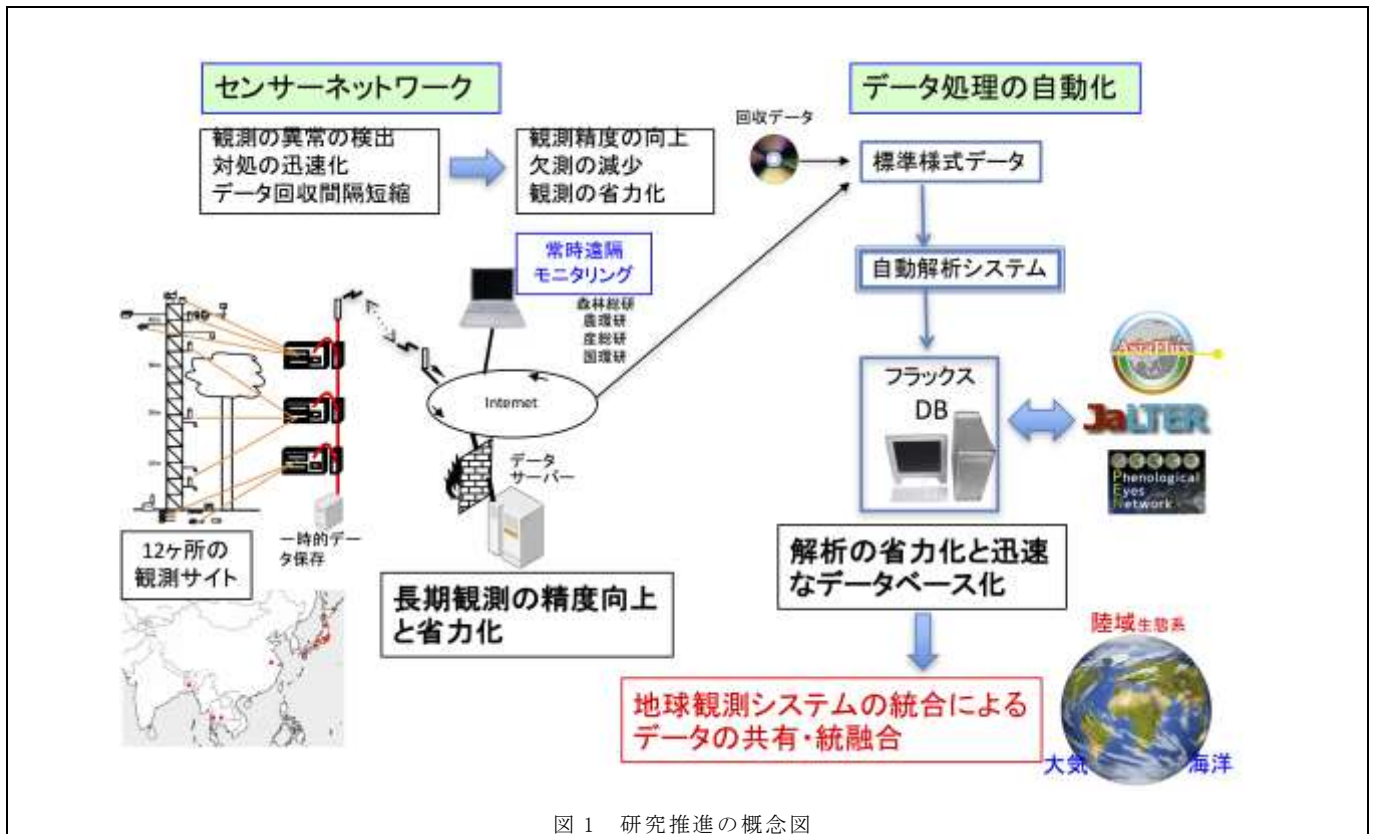 センサーネットワーク
観測の異常の検出
対処の迅速化
データ回収間隔短縮
観測精度の向上
欠測の減少
観測の省力化
常時遠隔
モニタリング
森林総研
農環研
産総研
国環研
Internet
データ
サーバー
一時的デー
タ保存
12ヶ所の
観測サイト
長期観測の精度向上
と省力化
データ処理の自動化
回収データ
標準様式データ
自動解析システム
フラックス
DB
AsiaFlux
JaLTER
Phenological
Eyes
Network
解析の省力化と迅速
なデータベース化
地球観測システムの統合による
データの共有・統融合
陸域生態系
大気
海洋
図1 研究推進の概念図